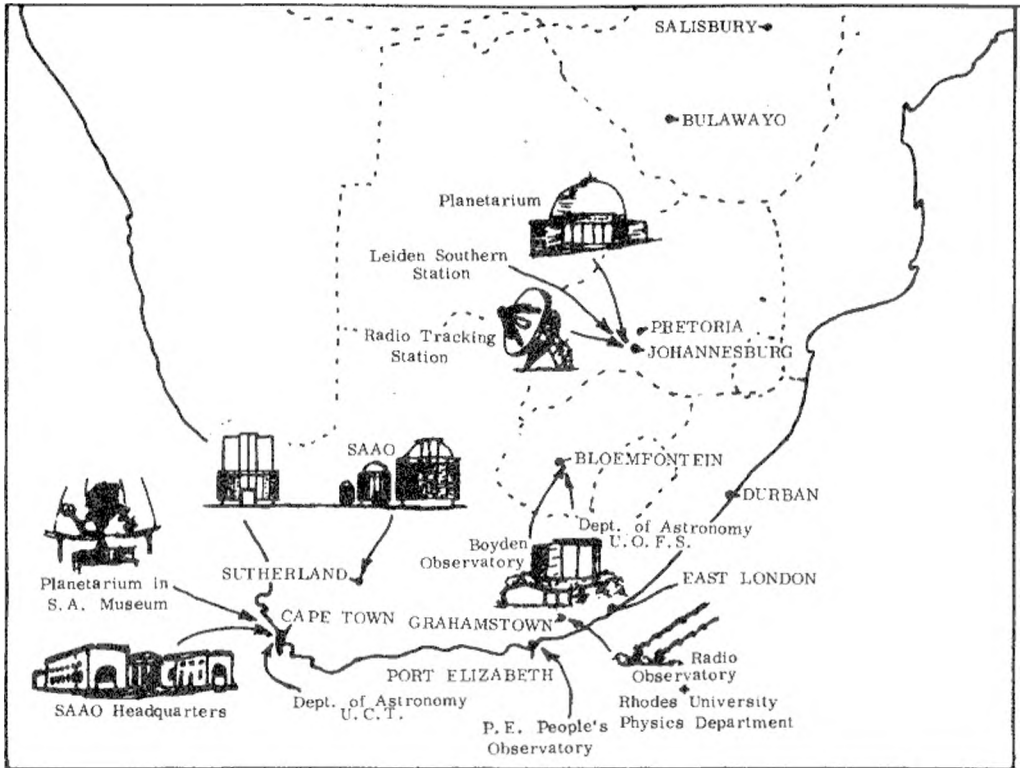 SALISBURY
BULAWAYO
Planetarium
Leiden Southern
Station
Radio Tracking
Station
PRETORIA
JOHANNESBURG
SAAO
BLOEMFONTEIN
DURBAN
Dept. of Astronomy
U.O.F.S.
Boyden
Observatory
SUTHERLAND
EAST LONDON
Planetarium in
S.A. Museum
CAPE TOWN
GRAHAMSTOWN
PORT ELIZABETH
Radio
Observatory
+
Rhodes University
Physics Department
SAAO Headquarters
Dept. of Astronomy
U.C.T.
P.E. People's
Observatory